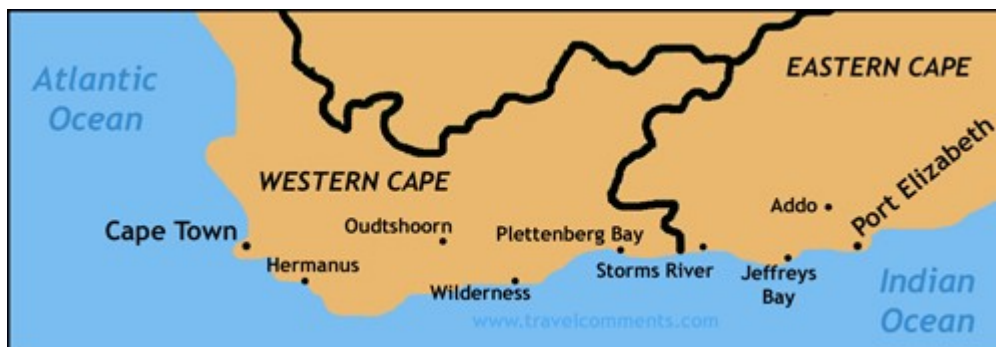 Atlantic
Ocean
EASTERN CAPE
WESTERN CAPE
Port Elizabeth
Addo
Cape Town
Oudtshoorn
Plettenberg Bay
Hermanus
Storms River
Jeffreys
Bay
Wilderness
Indian
Ocean
www.travelcomments.com